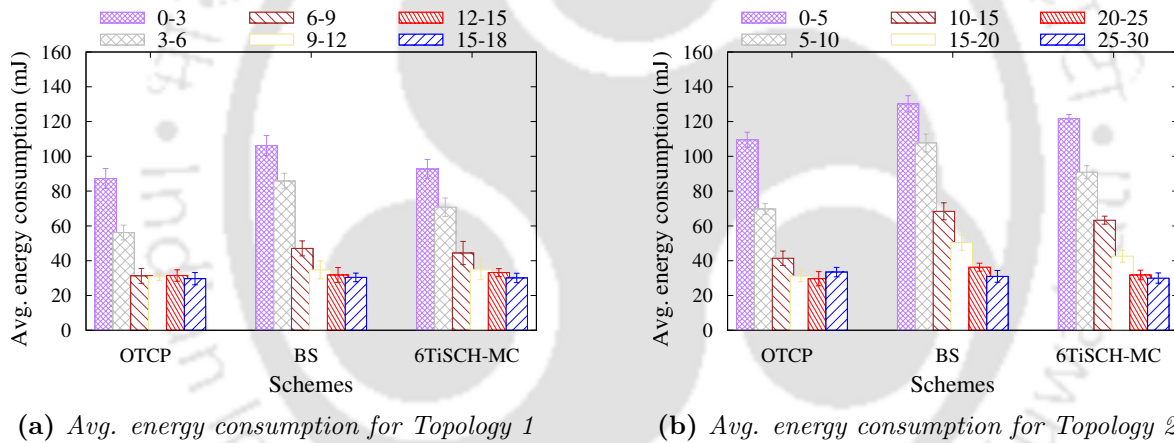 0-3 6-9 12-15
3-6 9-12 15-18
Avg. energy consumption (mJ)
160
140
120
100
80
60
40
20
0
OTCP BS 6TiSCH-MC
Schemes
(a) Avg. energy consumption for Topology 1
0-5 10-15 20-25
5-10 15-20 25-30
Avg. energy consumption (mJ)
160
140
120
100
80
60
40
20
0
OTCP BS 6TiSCH-MC
Schemes
(b) Avg. energy consumption for Topology 2